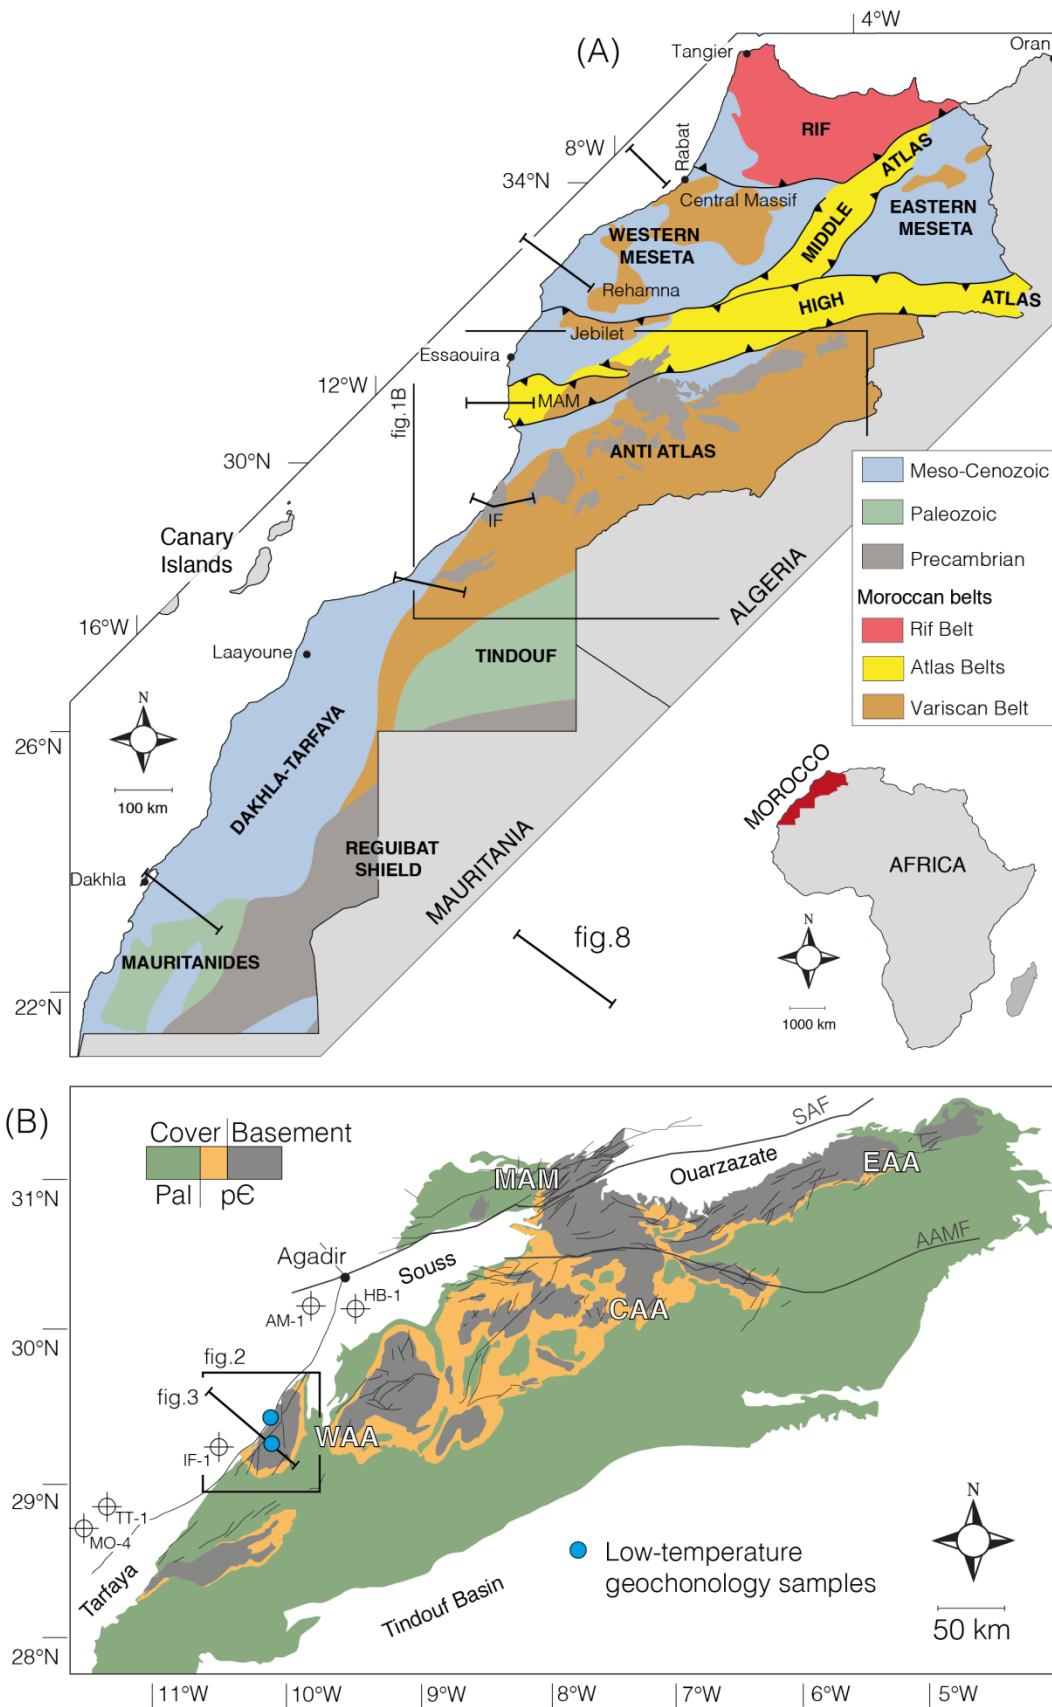 (A)
4°W
Tangier
Oran
RIF
8°W
34°N
Rabat
ATLAS
Central Massif
MIDDLE
EASTERN
MESETA
WESTERN
MESETA
Rehamna
HIGH
ATLAS
Jebilet
Essaouira
12°W
fig.1B
MAM
30°N
ANTI ATLAS
IF
Canary
Islands
16°W
Laayoune
TINDOUF
ALGERIA
Meso-Cenozoic
Paleozoic
Precambrian
Moroccan belts
Rif Belt
Atlas Belts
Variscan Belt
N
26°N
100 km
DAKHLA-TARFAYA
REGUIBAT
SHIELD
MAURITANIA
Dakhla
MAURITANIDES
22°N
fig.8
MOROCCO
AFRICA
N
1000 km
(B)
Cover
Basement
Pal
pЄ
SAF
Ouarzazate
EAA
MAM
31°N
Agadir
Souss
AAMF
HB-1
AM-1
CAA
30°N
fig.2
fig.3
WAA
IF-1
29°N
TT-1
MO-4
Tarfaya
Low-temperature
geochonology samples
N
50 km
Tindouf Basin
28°N
11°W
10°W
9°W
8°W
7°W
6°W
5°W